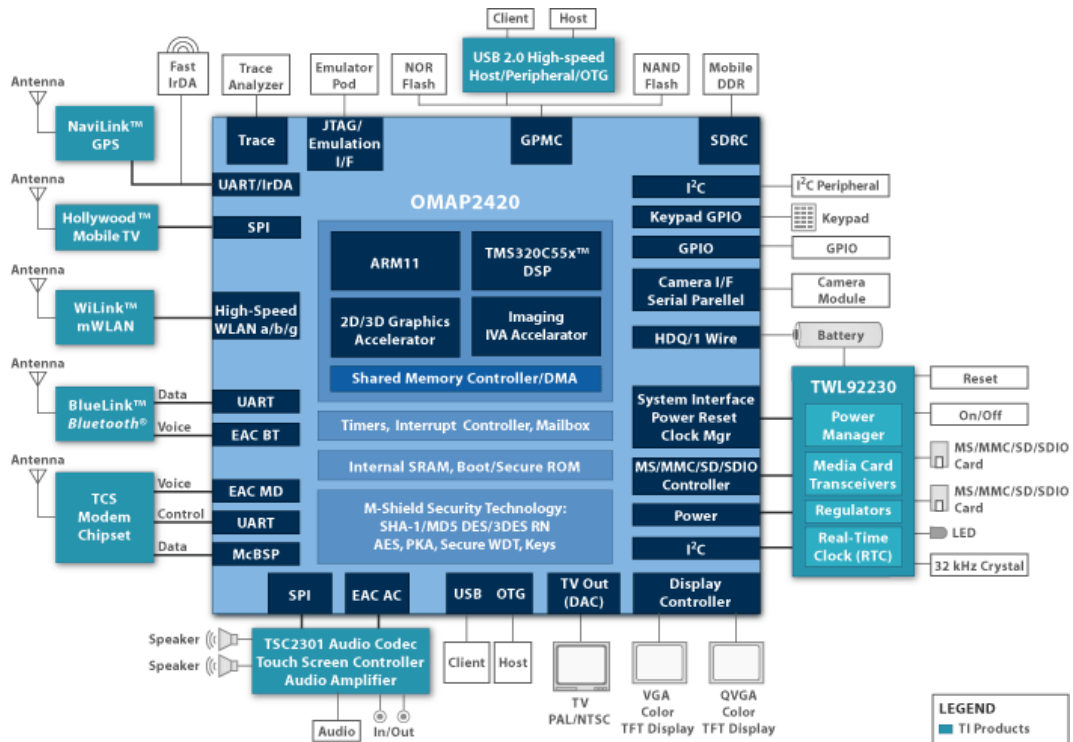 Client
Host
USB 2.0 High-speed
Host/Peripheral/OTG
Fast
IrDA
Trace
Analyzer
Emulator
Pod
NOR
Flash
NAND
Flash
Mobile
DDR
Antenna
NaviLink™
GPS
Trace
JTAG/
Emulation
I/F
GPMC
SDRC
UART/IrDA
OMAP2420
I²C
I²C Peripheral
Antenna
Hollywood™
Mobile TV
SPI
Keypad GPIO
Keypad
GPIO
GPIO
ARM11
TMS320C55x™
DSP
Camera I/F
Serial Parellel
Camera
Module
Antenna
WiLink™
mWLAN
High-Speed
WLAN a/b/g
2D/3D Graphics
Accelerator
Imaging
IVA Accelarator
HDQ/1 Wire
Battery
Shared Memory Controller/DMA
Antenna
BlueLink™
Bluetooth®
Data
Voice
UART
EAC BT
Timers, Interrupt Controller, Mailbox
System Interface
Power Reset
Clock Mgr
TWL92230
Power
Manager
Reset
On/Off
Internal SRAM, Boot/Secure ROM
MS/MMC/SD/SDIO
Controller
Media Card
Transceivers
MS/MMC/SD/SDIO
Card
MS/MMC/SD/SDIO
Card
Antenna
TCS
Modem
Chipset
Voice
Control
Data
EAC MD
UART
McBSP
M-Shield Security Technology:
SHA-1/MD5 DES/3DES RN
AES, PKA, Secure WDT, Keys
Power
Regulators
I²C
Real-Time
Clock (RTC)
LED
32 kHz Crystal
SPI
EAC AC
USB OTG
TV Out
(DAC)
Display
Controller
Speaker
Speaker
TSC2301 Audio Codec
Touch Screen Controller
Audio Amplifier
Client
Host
Audio
In/Out
TV
PAL/NTSC
VGA
Color
TFT Display
QVGA
Color
TFT Display
LEGEND
TI Products